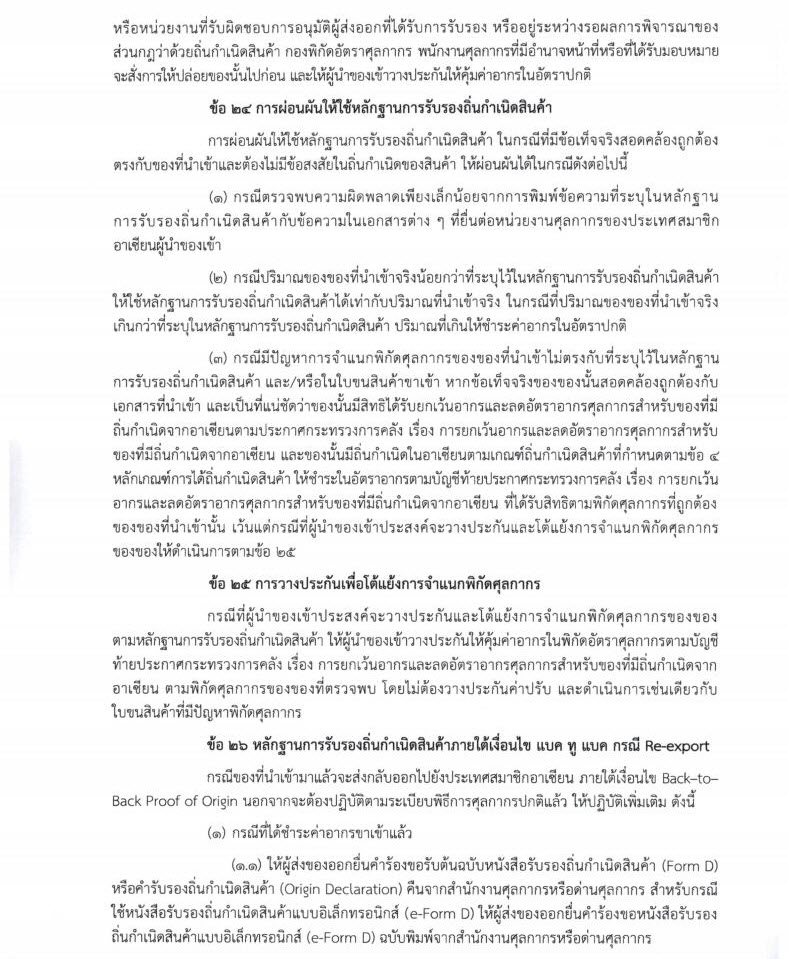 หรือหน่วยงานที่รับผิดชอบการอนุมัติผู้ส่งออกที่ได้รับการรับรอง หรืออยู่ระหว่างรอผลการพิจารณาของ
ส่วนกฎว่าด้วยถิ่นกำเนิดสินค้า กองพิกัดอัตราศุลกากร พนักงานศุลกากรที่มีอำนาจหน้าที่หรือที่ได้รับมอบหมาย
จะสั่งการให้ปล่อยของนั้นไปก่อน และให้ผู้นำของเข้าวางประกันให้คุ้มค่าอากรในอัตราปกติ
ข้อ ๒๔ การผ่อนผันให้ใช้หลักฐานการรับรองถิ่นกำเนิดสินค้า
การผ่อนผันให้ใช้หลักฐานการรับรองถิ่นกำเนิดสินค้า ในกรณีที่มีข้อเท็จจริงสอดคล้องถูกต้อง
ตรงกับของที่นำเข้าและต้องไม่มีข้อสงสัยในถิ่นกำเนิดของสินค้า ให้ผ่อนผันได้ในกรณีดังต่อไปนี้
(๑) กรณีตรวจพบความผิดพลาดเพียงเล็กน้อยจากการพิมพ์ข้อความที่ระบุในหลักฐาน
การรับรองถิ่นกำเนิดสินค้ากับข้อความในเอกสารต่าง ๆ ที่ยื่นต่อหน่วยงานศุลกากรของประเทศสมาชิก
อาเซียนผู้นำของเข้า
(๒) กรณีปริมาณของของที่นำเข้าจริงน้อยกว่าที่ระบุไว้ในหลักฐานการรับรองถิ่นกำเนิดสินค้า
ให้ใช้หลักฐานการรับรองถิ่นกำเนิดสินค้าได้เท่ากับปริมาณที่นำเข้าจริง ในกรณีที่ปริมาณของของที่นำเข้าจริง
เกินกว่าที่ระบุในหลักฐานการรับรองถิ่นกำเนิดสินค้า ปริมาณที่เกินให้ชำระค่าอากรในอัตราปกติ
(๓) กรณีมีปัญหาการจำแนกพิกัดศุลกากรของของที่นำเข้าไม่ตรงกับที่ระบุไว้ในหลักฐาน
การรับรองถิ่นกำเนิดสินค้า และ/หรือในใบขนสินค้าขาเข้า หากข้อเท็จจริงของของนั้นสอดคล้องถูกต้องกับ
เอกสารที่นำเข้า และเป็นที่แน่ชัดว่าของนั้นมีสิทธิได้รับยกเว้นอากรและลดอัตราอากรศุลกากรสำหรับของที่มี
ถิ่นกำเนิดจากอาเซียนตามประกาศกระทรวงการคลัง เรื่อง การยกเว้นอากรและลดอัตราอากรศุลกากรสำหรับ
ของที่มีถิ่นกำเนิดจากอาเซียน และของนั้นมีถิ่นกำเนิดในอาเซียนตามเกณฑ์ถิ่นกำเนิดสินค้าที่กำหนดตามข้อ ๔
หลักเกณฑ์การได้ถิ่นกำเนิดสินค้า ให้ชำระในอัตราอากรตามบัญชีท้ายประกาศกระทรวงการคลัง เรื่อง การยกเว้น
อากรและลดอัตราอากรศุลกากรสำหรับของที่มีถิ่นกำเนิดจากอาเซียน ที่ได้รับสิทธิตามพิกัดศุลกากรที่ถูกต้อง
ของของที่นำเข้านั้น เว้นแต่กรณีที่ผู้นำของเข้าประสงค์จะวางประกันและโต้แย้งการจำแนกพิกัดศุลกากร
ของของให้ดำเนินการตามข้อ ๒๕
ข้อ ๒๕ การวางประกันเพื่อโต้แย้งการจำแนกพิกัดศุลกากร
กรณีที่ผู้นำของเข้าประสงค์จะวางประกันและโต้แย้งการจำแนกพิกัดศุลกากรของของ
ตามหลักฐานการรับรองถิ่นกำเนิดสินค้า ให้ผู้นำของเข้าวางประกันให้คุ้มค่าอากรในพิกัดอัตราศุลกากรตามบัญชี
ท้ายประกาศกระทรวงการคลัง เรื่อง การยกเว้นอากรและลดอัตราอากรศุลกากรสำหรับของที่มีถิ่นกำเนิดจาก
อาเซียน ตามพิกัดศุลกากรของของที่ตรวจพบ โดยไม่ต้องวางประกันค่าปรับ และดำเนินการเช่นเดียวกับ
ใบขนสินค้าที่มีปัญหาพิกัดศุลกากร
ข้อ ๒๖ หลักฐานการรับรองถิ่นกำเนิดสินค้าภายใต้เงื่อนไข แบค ทู แบค กรณี Re-export
กรณีของที่นำเข้ามาแล้วจะส่งกลับออกไปยังประเทศสมาชิกอาเซียน ภายใต้เงื่อนไข Back–to–
Back Proof of Origin นอกจากจะต้องปฏิบัติตามระเบียบพิธีการศุลกากรปกติแล้ว ให้ปฏิบัติเพิ่มเติม ดังนี้
(๑) กรณีที่ได้ชำระค่าอากรขาเข้าแล้ว
(๑.๑) ให้ผู้ส่งของออกยื่นคำร้องขอรับต้นฉบับหนังสือรับรองถิ่นกำเนิดสินค้า (Form D)
หรือคำรับรองถิ่นกำเนิดสินค้า (Origin Declaration) คืนจากสำนักงานศุลกากรหรือด่านศุลกากร สำหรับกรณี
ใช้หนังสือรับรองถิ่นกำเนิดสินค้าแบบอิเล็กทรอนิกส์ (e-Form D) ให้ผู้ส่งของออกยื่นคำร้องขอหนังสือรับรอง
ถิ่นกำเนิดสินค้าแบบอิเล็กทรอนิกส์ (e-Form D) ฉบับพิมพ์จากสำนักงานศุลกากรหรือด่านศุลกากร